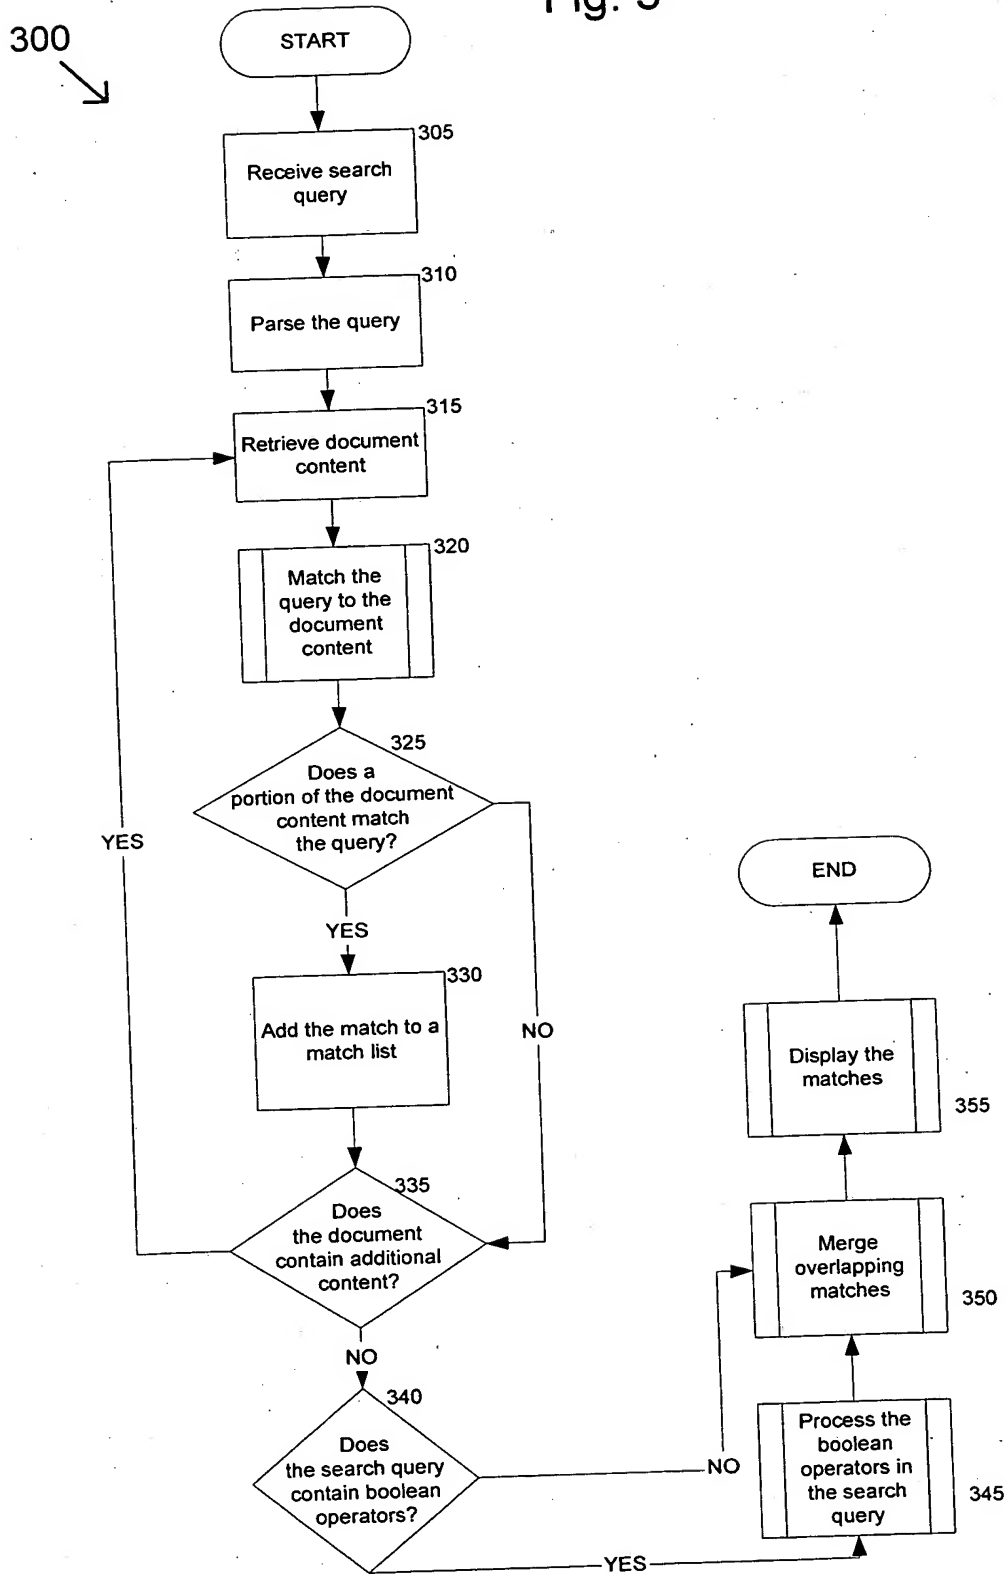 300
START
305
Receive search
query
310
Parse the query
315
Retrieve document
content
320
Match the
query to the
document
content
325
Does a
portion of the document
content match
the query?
YES
YES
330
Add the match to a
match list
NO
335
Does
the document
contain additional
content?
NO
340
Does
the search query
contain boolean
operators?
NO
YES
END
Display the
matches
355
Merge
overlapping
matches
350
Process the
boolean
operators in
the search
query
345